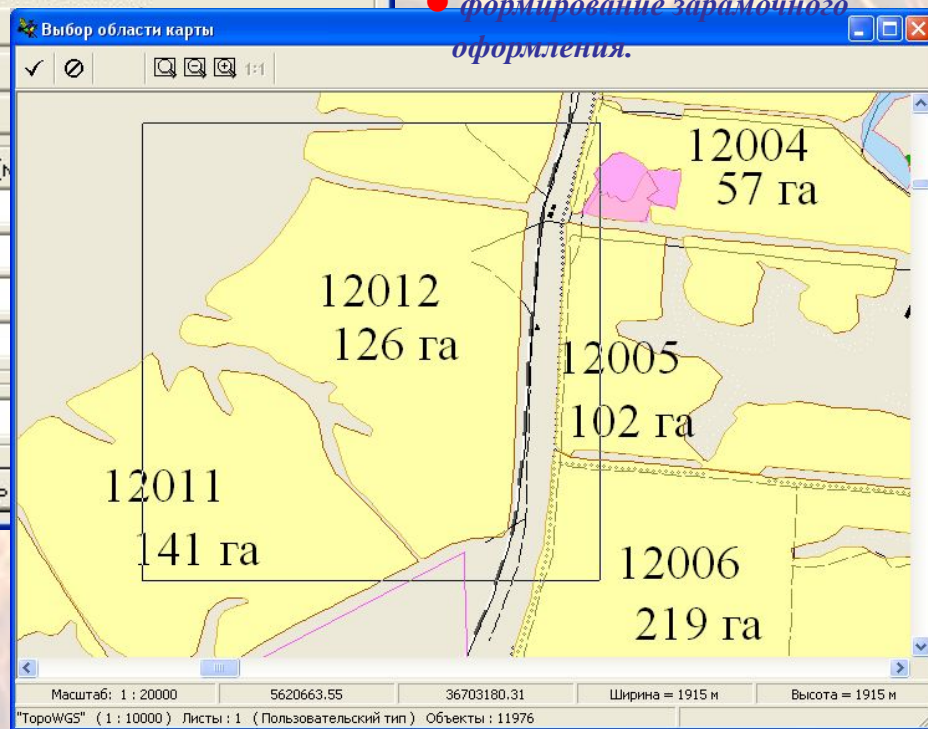 формирование зарамочного
оформления.
Выбор области карты
1:1
12004
57 га
12012
126 га
12005
102 га
12011
141 га
12006
219 га
Масштаб: 1 : 20000 5620663.55 36703180.31 Ширина = 1915 м Высота = 1915 м
"TopoWGS" ( 1 : 10000 ) Листы : 1 ( Пользовательский тип ) Объекты : 11976